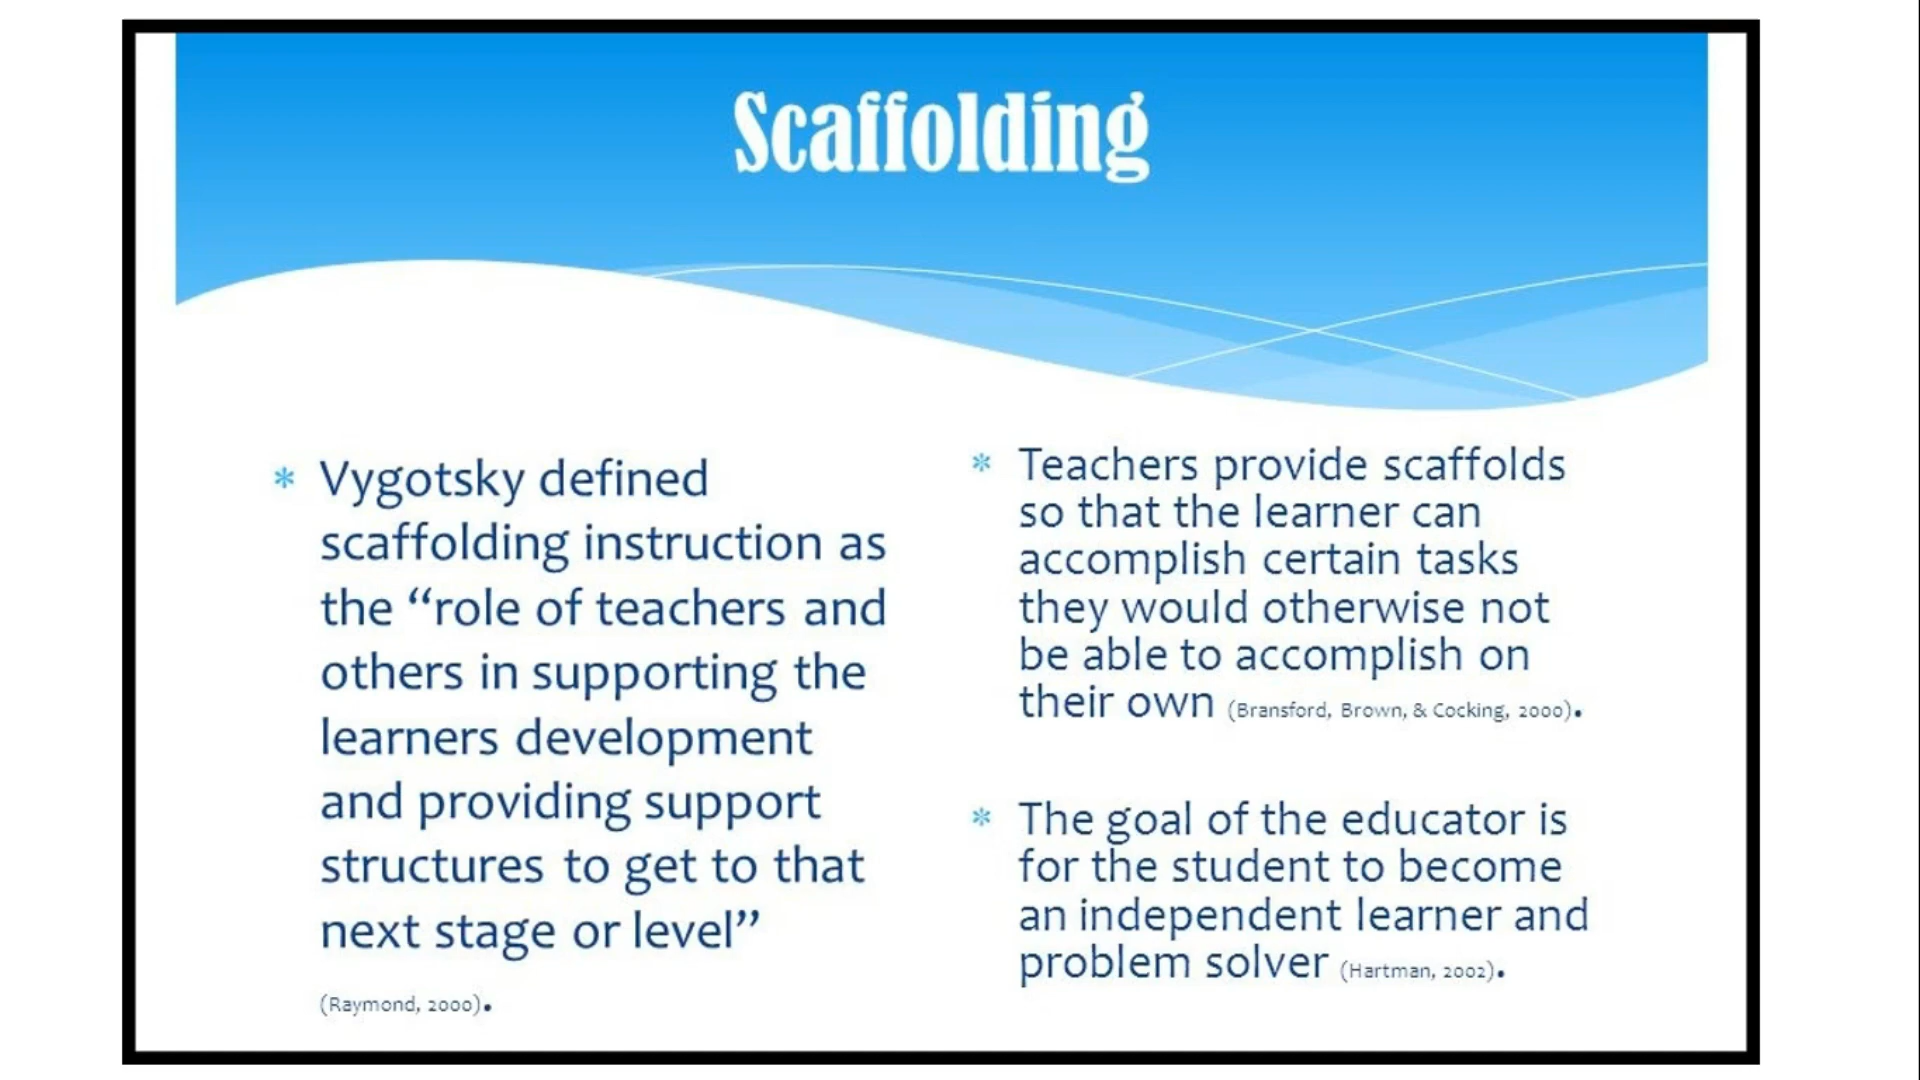 Scaffolding
* Vygotsky defined
scaffolding instruction as
the “role of teachers and
others in supporting the
learners development
and providing support
structures to get to that
next stage or level”
(Raymond, 2000).
* Teachers provide scaffolds
so that the learner can
accomplish certain tasks
they would otherwise not
be able to accomplish on
their own (Bransford, Brown, & Cocking, 2000).
* The goal of the educator is
for the student to become
an independent learner and
problem solver (Hartman, 2002).